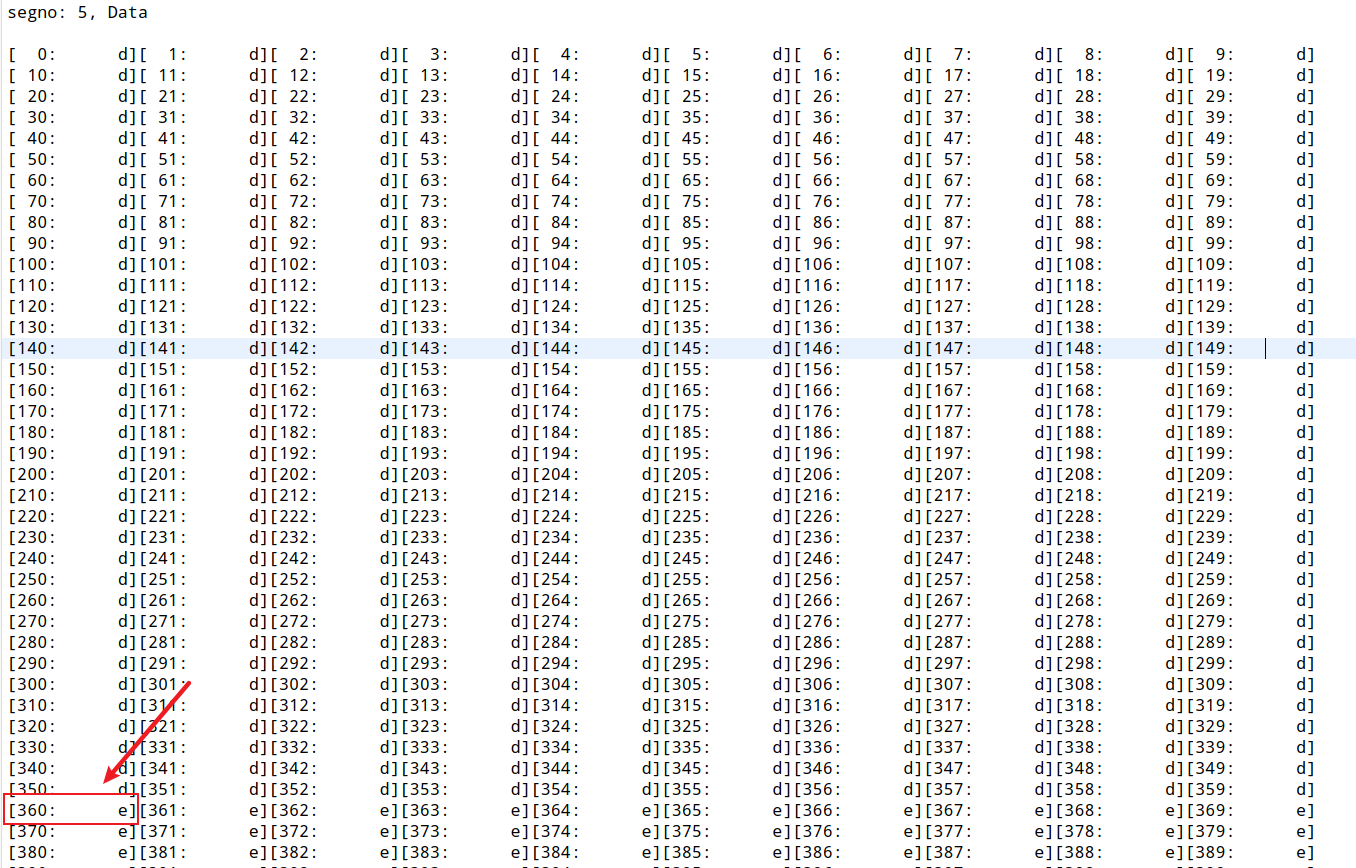 segno: 5, Data
[  0:      d][  1:      d][  2:      d][  3:      d][  4:      d][  5:      d][  6:      d][  7:      d][  8:      d][  9:      d]
[ 10:      d][ 11:      d][ 12:      d][ 13:      d][ 14:      d][ 15:      d][ 16:      d][ 17:      d][ 18:      d][ 19:      d]
[ 20:      d][ 21:      d][ 22:      d][ 23:      d][ 24:      d][ 25:      d][ 26:      d][ 27:      d][ 28:      d][ 29:      d]
[ 30:      d][ 31:      d][ 32:      d][ 33:      d][ 34:      d][ 35:      d][ 36:      d][ 37:      d][ 38:      d][ 39:      d]
[ 40:      d][ 41:      d][ 42:      d][ 43:      d][ 44:      d][ 45:      d][ 46:      d][ 47:      d][ 48:      d][ 49:      d]
[ 50:      d][ 51:      d][ 52:      d][ 53:      d][ 54:      d][ 55:      d][ 56:      d][ 57:      d][ 58:      d][ 59:      d]
[ 60:      d][ 61:      d][ 62:      d][ 63:      d][ 64:      d][ 65:      d][ 66:      d][ 67:      d][ 68:      d][ 69:      d]
[ 70:      d][ 71:      d][ 72:      d][ 73:      d][ 74:      d][ 75:      d][ 76:      d][ 77:      d][ 78:      d][ 79:      d]
[ 80:      d][ 81:      d][ 82:      d][ 83:      d][ 84:      d][ 85:      d][ 86:      d][ 87:      d][ 88:      d][ 89:      d]
[ 90:      d][ 91:      d][ 92:      d][ 93:      d][ 94:      d][ 95:      d][ 96:      d][ 97:      d][ 98:      d][ 99:      d]
[100:      d][101:      d][102:      d][103:      d][104:      d][105:      d][106:      d][107:      d][108:      d][109:      d]
[110:      d][111:      d][112:      d][113:      d][114:      d][115:      d][116:      d][117:      d][118:      d][119:      d]
[120:      d][121:      d][122:      d][123:      d][124:      d][125:      d][126:      d][127:      d][128:      d][129:      d]
[130:      d][131:      d][132:      d][133:      d][134:      d][135:      d][136:      d][137:      d][138:      d][139:      d]
[140:      d][141:      d][142:      d][143:      d][144:      d][145:      d][146:      d][147:      d][148:      d][149:      d]
[150:      d][151:      d][152:      d][153:      d][154:      d][155:      d][156:      d][157:      d][158:      d][159:      d]
[160:      d][161:      d][162:      d][163:      d][164:      d][165:      d][166:      d][167:      d][168:      d][169:      d]
[170:      d][171:      d][172:      d][173:      d][174:      d][175:      d][176:      d][177:      d][178:      d][179:      d]
[180:      d][181:      d][182:      d][183:      d][184:      d][185:      d][186:      d][187:      d][188:      d][189:      d]
[190:      d][191:      d][192:      d][193:      d][194:      d][195:      d][196:      d][197:      d][198:      d][199:      d]
[200:      d][201:      d][202:      d][203:      d][204:      d][205:      d][206:      d][207:      d][208:      d][209:      d]
[210:      d][211:      d][212:      d][213:      d][214:      d][215:      d][216:      d][217:      d][218:      d][219:      d]
[220:      d][221:      d][222:      d][223:      d][224:      d][225:      d][226:      d][227:      d][228:      d][229:      d]
[230:      d][231:      d][232:      d][233:      d][234:      d][235:      d][236:      d][237:      d][238:      d][239:      d]
[240:      d][241:      d][242:      d][243:      d][244:      d][245:      d][246:      d][247:      d][248:      d][249:      d]
[250:      d][251:      d][252:      d][253:      d][254:      d][255:      d][256:      d][257:      d][258:      d][259:      d]
[260:      d][261:      d][262:      d][263:      d][264:      d][265:      d][266:      d][267:      d][268:      d][269:      d]
[270:      d][271:      d][272:      d][273:      d][274:      d][275:      d][276:      d][277:      d][278:      d][279:      d]
[280:      d][281:      d][282:      d][283:      d][284:      d][285:      d][286:      d][287:      d][288:      d][289:      d]
[290:      d][291:      d][292:      d][293:      d][294:      d][295:      d][296:      d][297:      d][298:      d][299:      d]
[300:      d][301:      d][302:      d][303:      d][304:      d][305:      d][306:      d][307:      d][308:      d][309:      d]
[310:      d][311:      d][312:      d][313:      d][314:      d][315:      d][316:      d][317:      d][318:      d][319:      d]
[320:      d][321:      d][322:      d][323:      d][324:      d][325:      d][326:      d][327:      d][328:      d][329:      d]
[330:      d][331:      d][332:      d][333:      d][334:      d][335:      d][336:      d][337:      d][338:      d][339:      d]
[340:      d][341:      d][342:      d][343:      d][344:      d][345:      d][346:      d][347:      d][348:      d][349:      d]
[350:      d][351:      d][352:      d][353:      d][354:      d][355:      d][356:      d][357:      d][358:      d][359:      d]
[360:      e][361:      e][362:      e][363:      e][364:      e][365:      e][366:      e][367:      e][368:      e][369:      e]
[370:      e][371:      e][372:      e][373:      e][374:      e][375:      e][376:      e][377:      e][378:      e][379:      e]
[380:      e][381:      e][382:      e][383:      e][384:      e][385:      e][386:      e][387:      e][388:      e][389:      e]